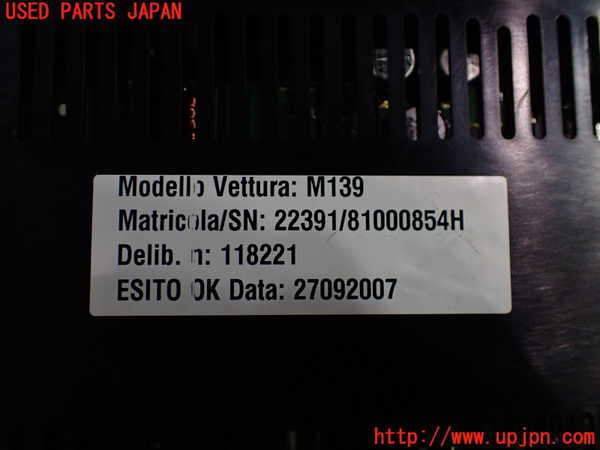 USED PARTS JAPAN
Modello Vettura: M139
Matricola/SN: 22391/81000854H
Delib. n: 118221
ESITO OK Data: 27092007
http://www.upjpn.com/